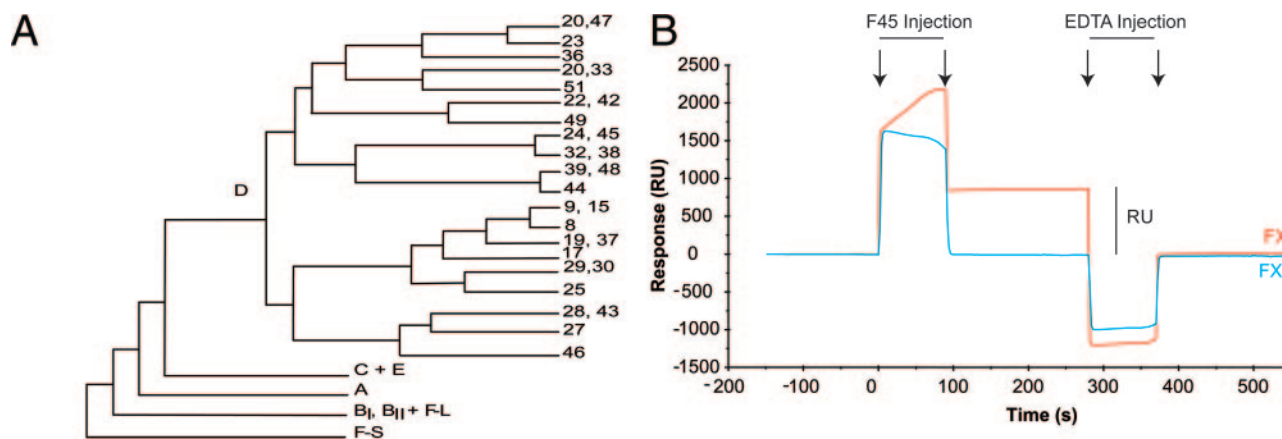 A
20,47
23
36
20,33
51
22, 42
49
24, 45
32, 38
39, 48
44
D
9, 15
8
19, 37
17
29,30
25
28, 43
27
46
C + E
A
BI, BII + F-L
F-S
B
F45 Injection
EDTA Injection
2500
2000
1500
1000
500
0
-500
-1000
-1500
Response (RU)
RU
FX
FX
-200
-100
0
100
200
300
400
500
Time (s)